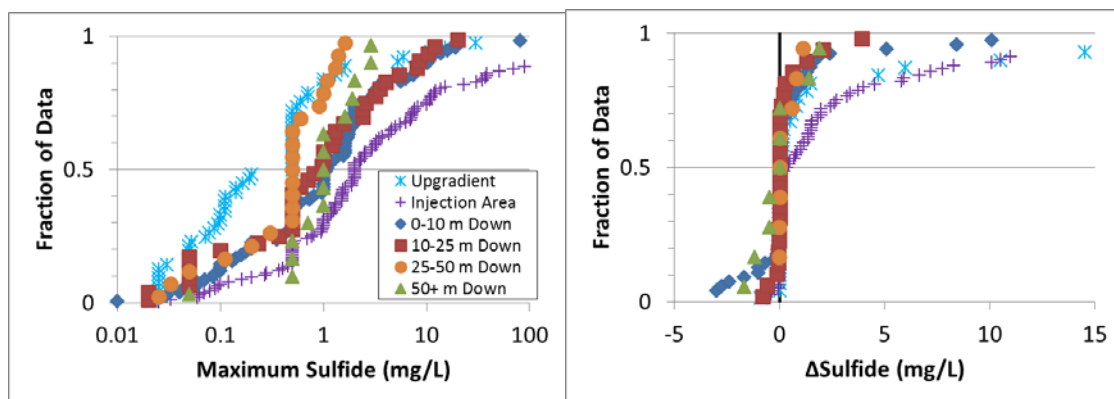 Fraction of Data
1
0.5
0
0.01
0.1
1
10
100
Maximum Sulfide (mg/L)
Upgradient
Injection Area
0-10 m Down
10-25 m Down
25-50 m Down
50+ m Down
Fraction of Data
1
0.5
0
-5
0
5
10
15
ΔSulfide (mg/L)